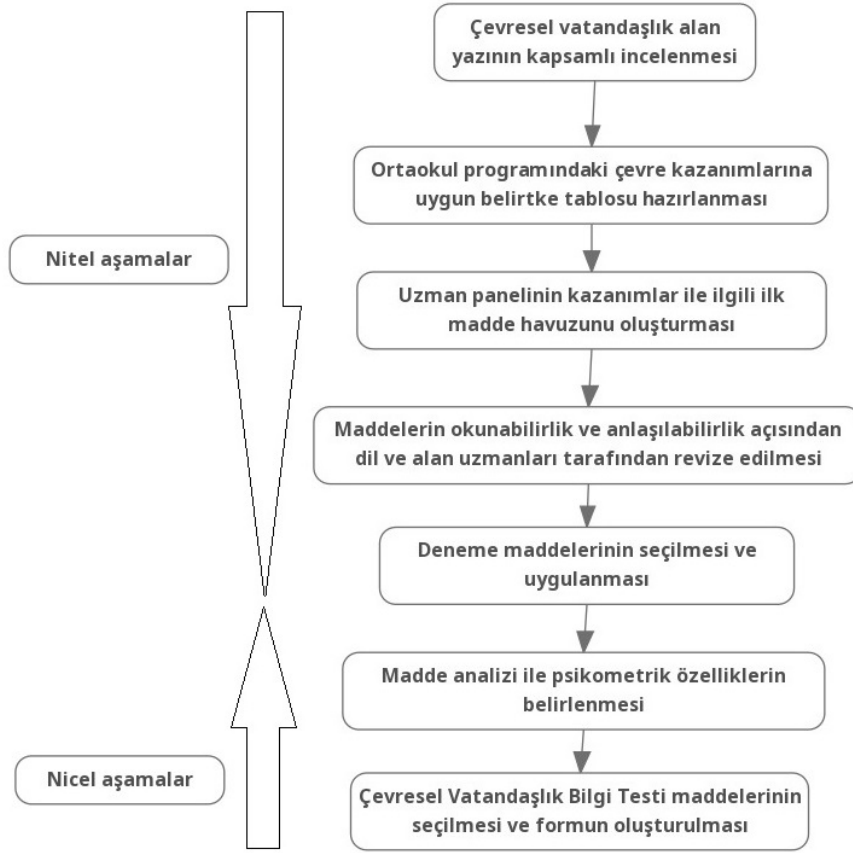 Çevresel vatandaşlık alan
yazının kapsamlı incelenmesi
Ortaokul programındaki çevre kazanımlarına
uygun belirtke tablosu hazırlanması
Nitel aşamalar
Uzman panelinin kazanımlar ile ilgili ilk
madde havuzunu oluşturması
Maddelerin okunabilirlik ve anlaşılabilirlik açısından
dil ve alan uzmanları tarafından revize edilmesi
Deneme maddelerinin seçilmesi ve
uygulanması
Madde analizi ile psikometrik özelliklerin
belirlenmesi
Nicel aşamalar
Çevresel Vatandaşlık Bilgi Testi maddelerinin
seçilmesi ve formun oluşturulması